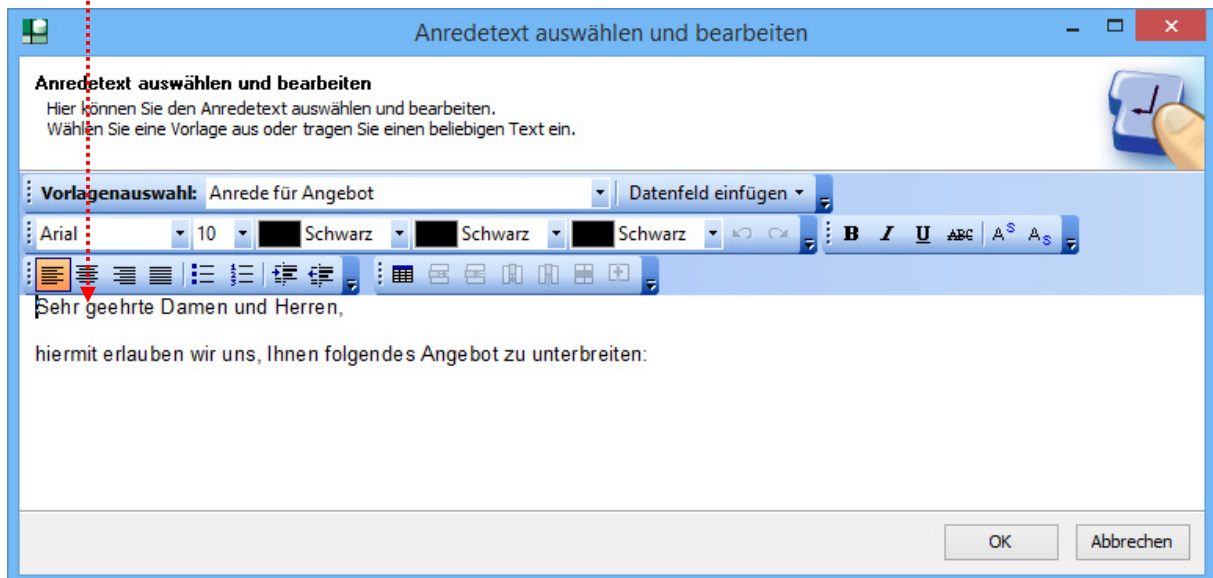 Anredetext auswählen und bearbeiten
Anredetext auswählen und bearbeiten
Hier können Sie den Anredetext auswählen und bearbeiten.
Wählen Sie eine Vorlage aus oder tragen Sie einen beliebigen Text ein.
Vorlagenauswahl: Anrede für Angebot Datenfeld einfügen
Arial 10 Schwarz Schwarz Schwarz B I U ABC A^S A_S
Sehr geehrte Damen und Herren,
hiermit erlauben wir uns, Ihnen folgendes Angebot zu unterbreiten:
OK Abbrechen